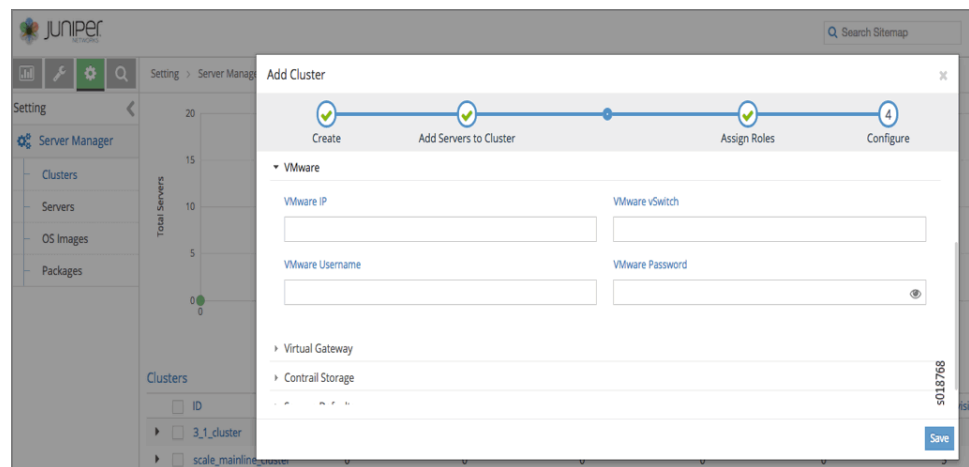 JUNIPER
NETWORKS
Search Sitemap
Setting > Server Manage
Add Cluster
×
Setting
Server Manager
Clusters
Servers
OS Images
Packages
Total Servers
20
15
10
5
0
0
Create
Add Servers to Cluster
Assign Roles
4
Configure
VMware
VMware IP
VMware vSwitch
VMware Username
VMware Password
Virtual Gateway
Contrail Storage
s018768
Save
Clusters
ID
3_1_cluster
scale_mainline_cluster